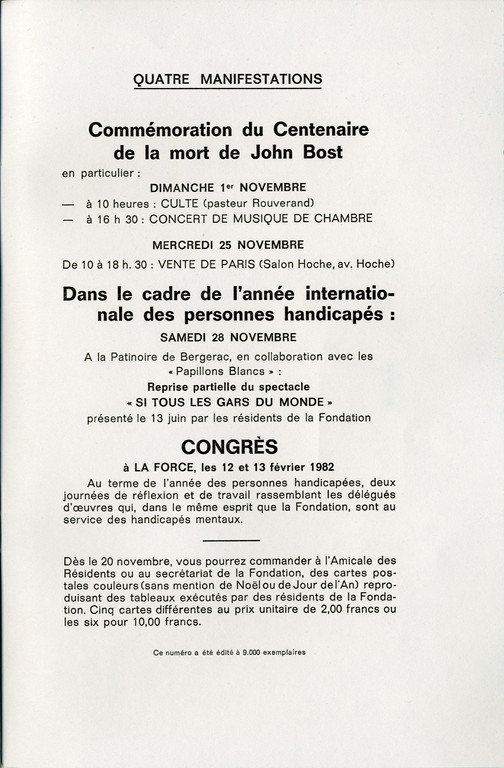 QUATRE MANIFESTATIONS
Commémoration du Centenaire
de la mort de John Bost
en particulier :
DIMANCHE 1er NOVEMBRE
— à 10 heures : CULTE (pasteur Rouverand)
— à 16 h 30 : CONCERT DE MUSIQUE DE CHAMBRE
MERCREDI 25 NOVEMBRE
De 10 à 18 h. 30 : VENTE DE PARIS (Salon Hoche, av. Hoche)
Dans le cadre de l'année internatio-
nale des personnes handicapés :
SAMEDI 28 NOVEMBRE
A la Patinoire de Bergerac, en collaboration avec les
« Papillons Blancs » :
Reprise partielle du spectacle
« SI TOUS LES GARS DU MONDE »
présenté le 13 juin par les résidents de la Fondation
CONGRÈS
à LA FORCE, les 12 et 13 février 1982
Au terme de l'année des personnes handicapées, deux
journées de réflexion et de travail rassemblant les délégués
d'œuvres qui, dans le même esprit que la Fondation, sont au
service des handicapés mentaux.
Dès le 20 novembre, vous pourrez commander à l'Amicale des
Résidents ou au secrétariat de la Fondation, des cartes pos-
tales couleurs (sans mention de Noël ou de Jour de l'An) repro-
duisant des tableaux exécutés par des résidents de la Fonda-
tion. Cinq cartes différentes au prix unitaire de 2,00 francs ou
les six pour 10,00 francs.
Ce numéro a été édité à 9.000 exemplaires